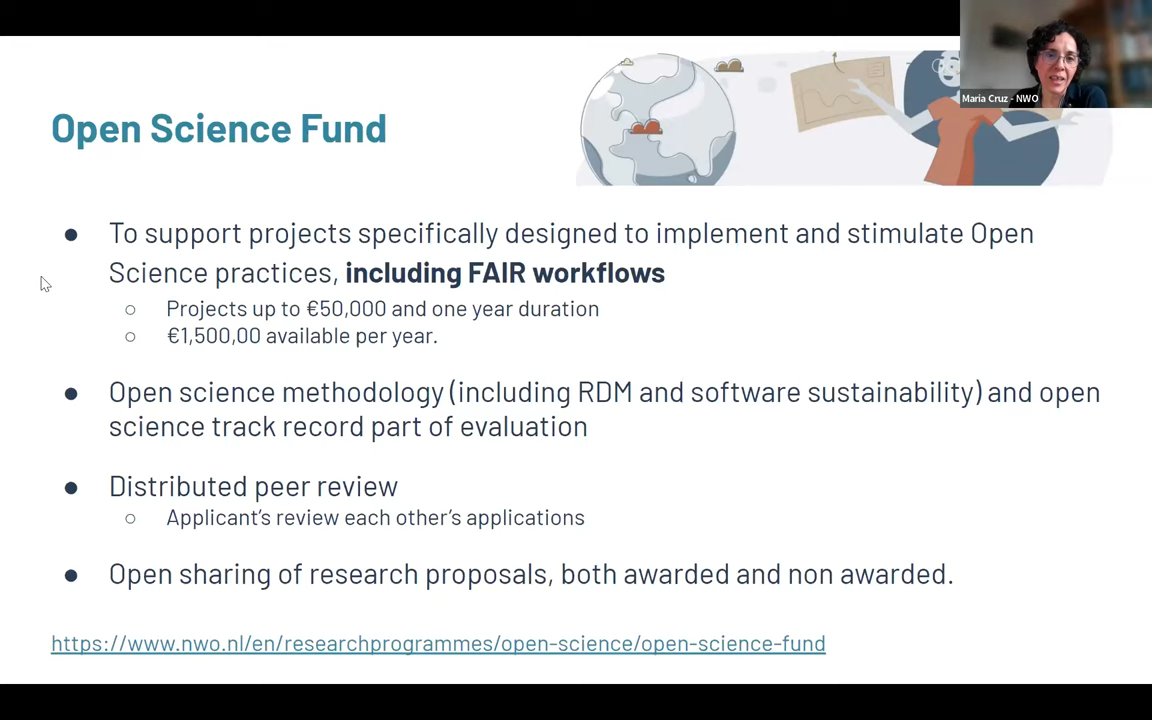 Maria Cruz - NWO
Open Science Fund
● To support projects specifically designed to implement and stimulate Open
Science practices, including FAIR workflows
○ Projects up to €50,000 and one year duration
○ €1,500,00 available per year.
● Open science methodology (including RDM and software sustainability) and open
science track record part of evaluation
● Distributed peer review
○ Applicant's review each other's applications
● Open sharing of research proposals, both awarded and non awarded.
https://www.nwo.nl/en/researchprogrammes/open-science/open-science-fund